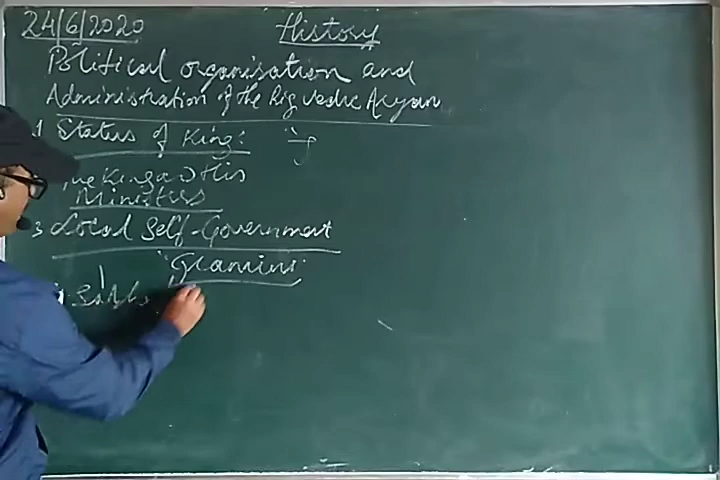 24/6/2020
History
Political organisation and
Administration of the Rig Vedic Aryan
1 Status of King:
The King and His
Ministers
3 Local Self-Government
"Gramini"